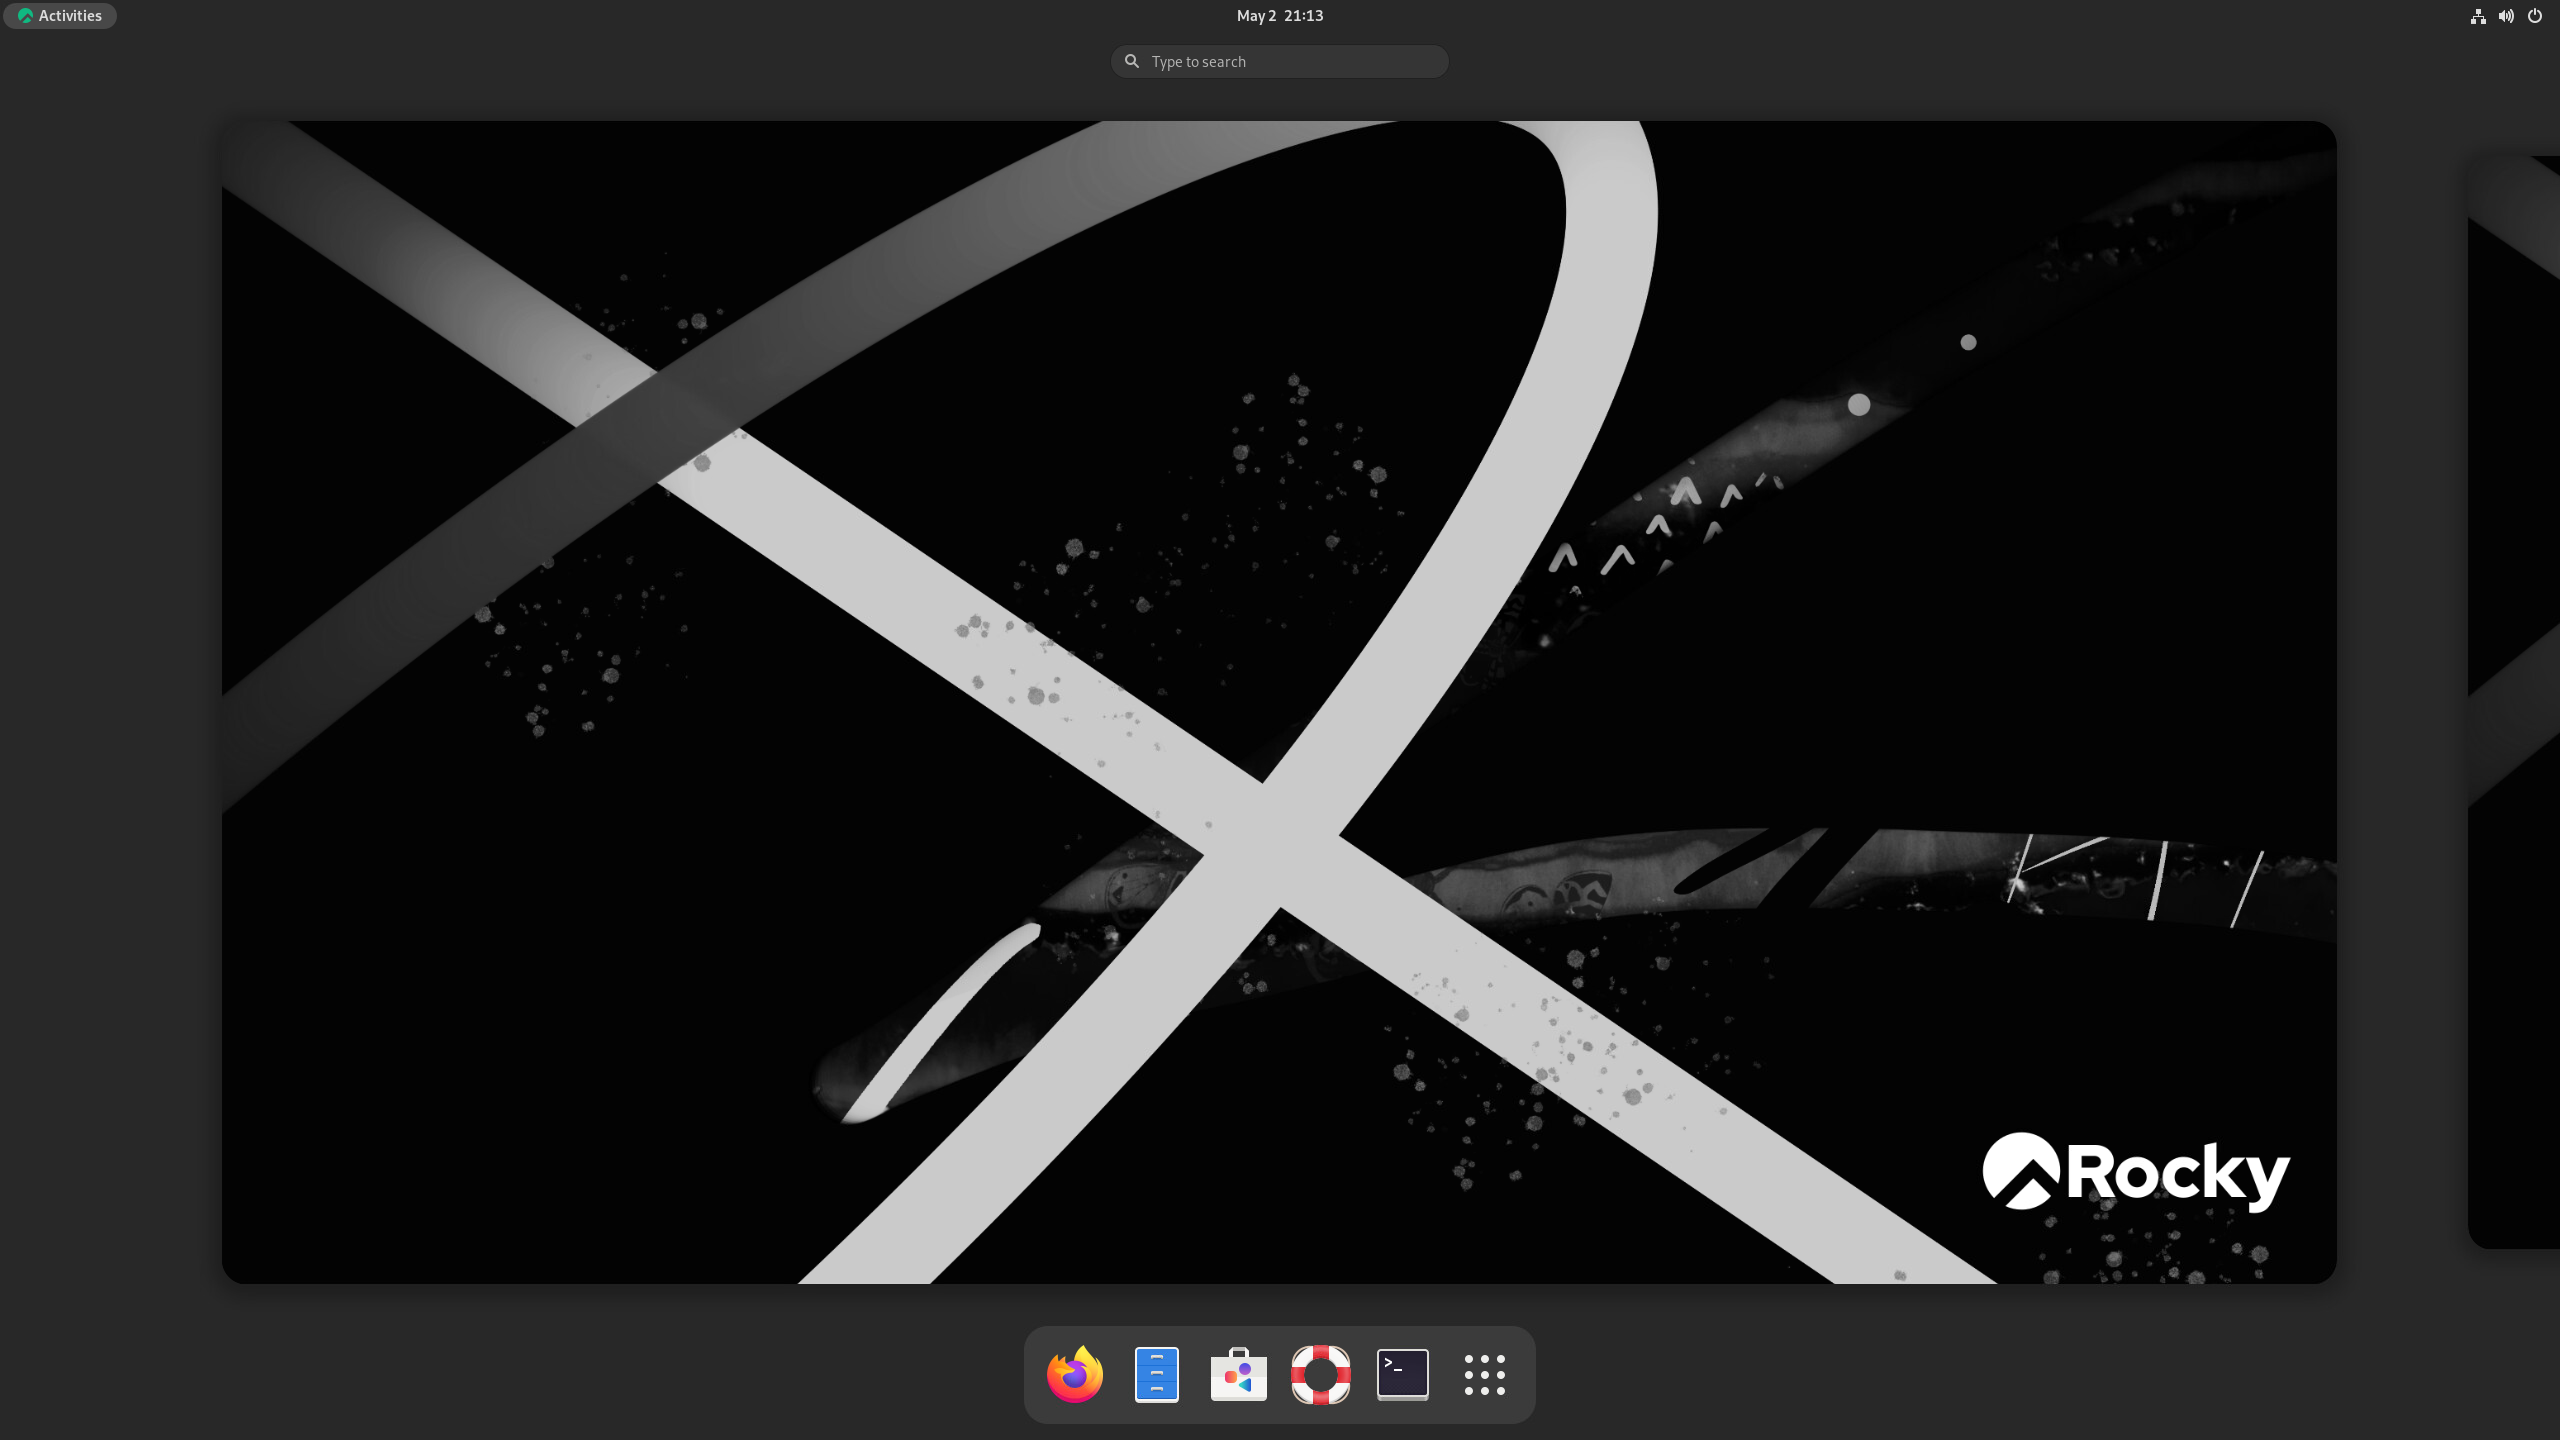 Activities
May 2 21:13
Type to search
Rocky
>_